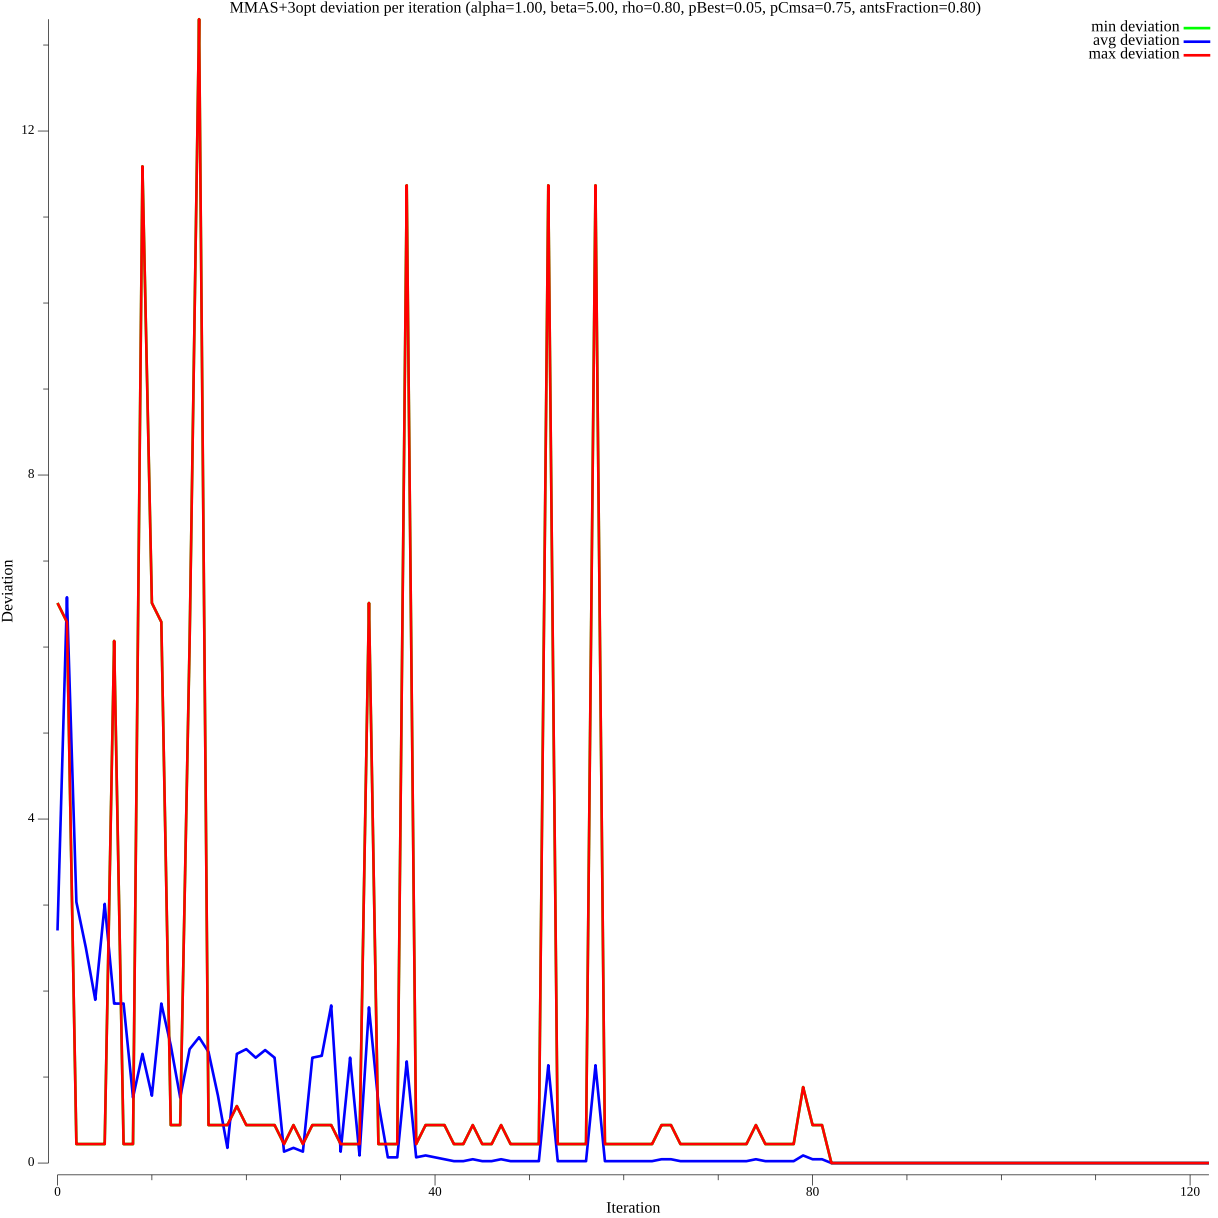 MMAS+3opt deviation per iteration (alpha=1.00, beta=5.00, rho=0.80, pBest=0.05, pCmsa=0.75, antsFraction=0.80)
min deviation
avg deviation
max deviation
12
8
4
0
Deviation
0
40
80
120
Iteration